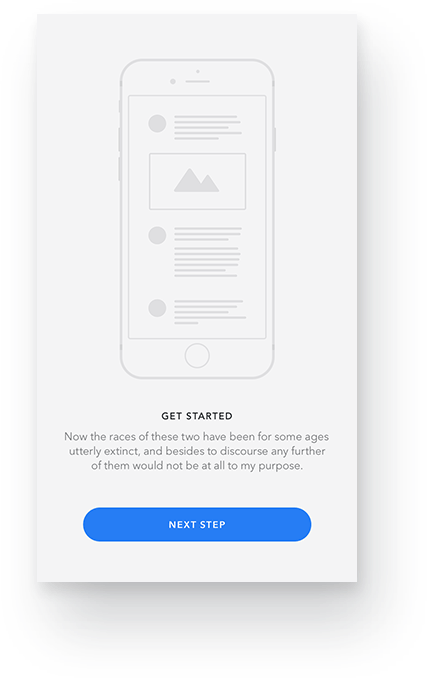 GET STARTED
Now the races of these two have been for some ages
utterly extinct, and besides to discourse any further
of them would not be at all to my purpose.
NEXT STEP